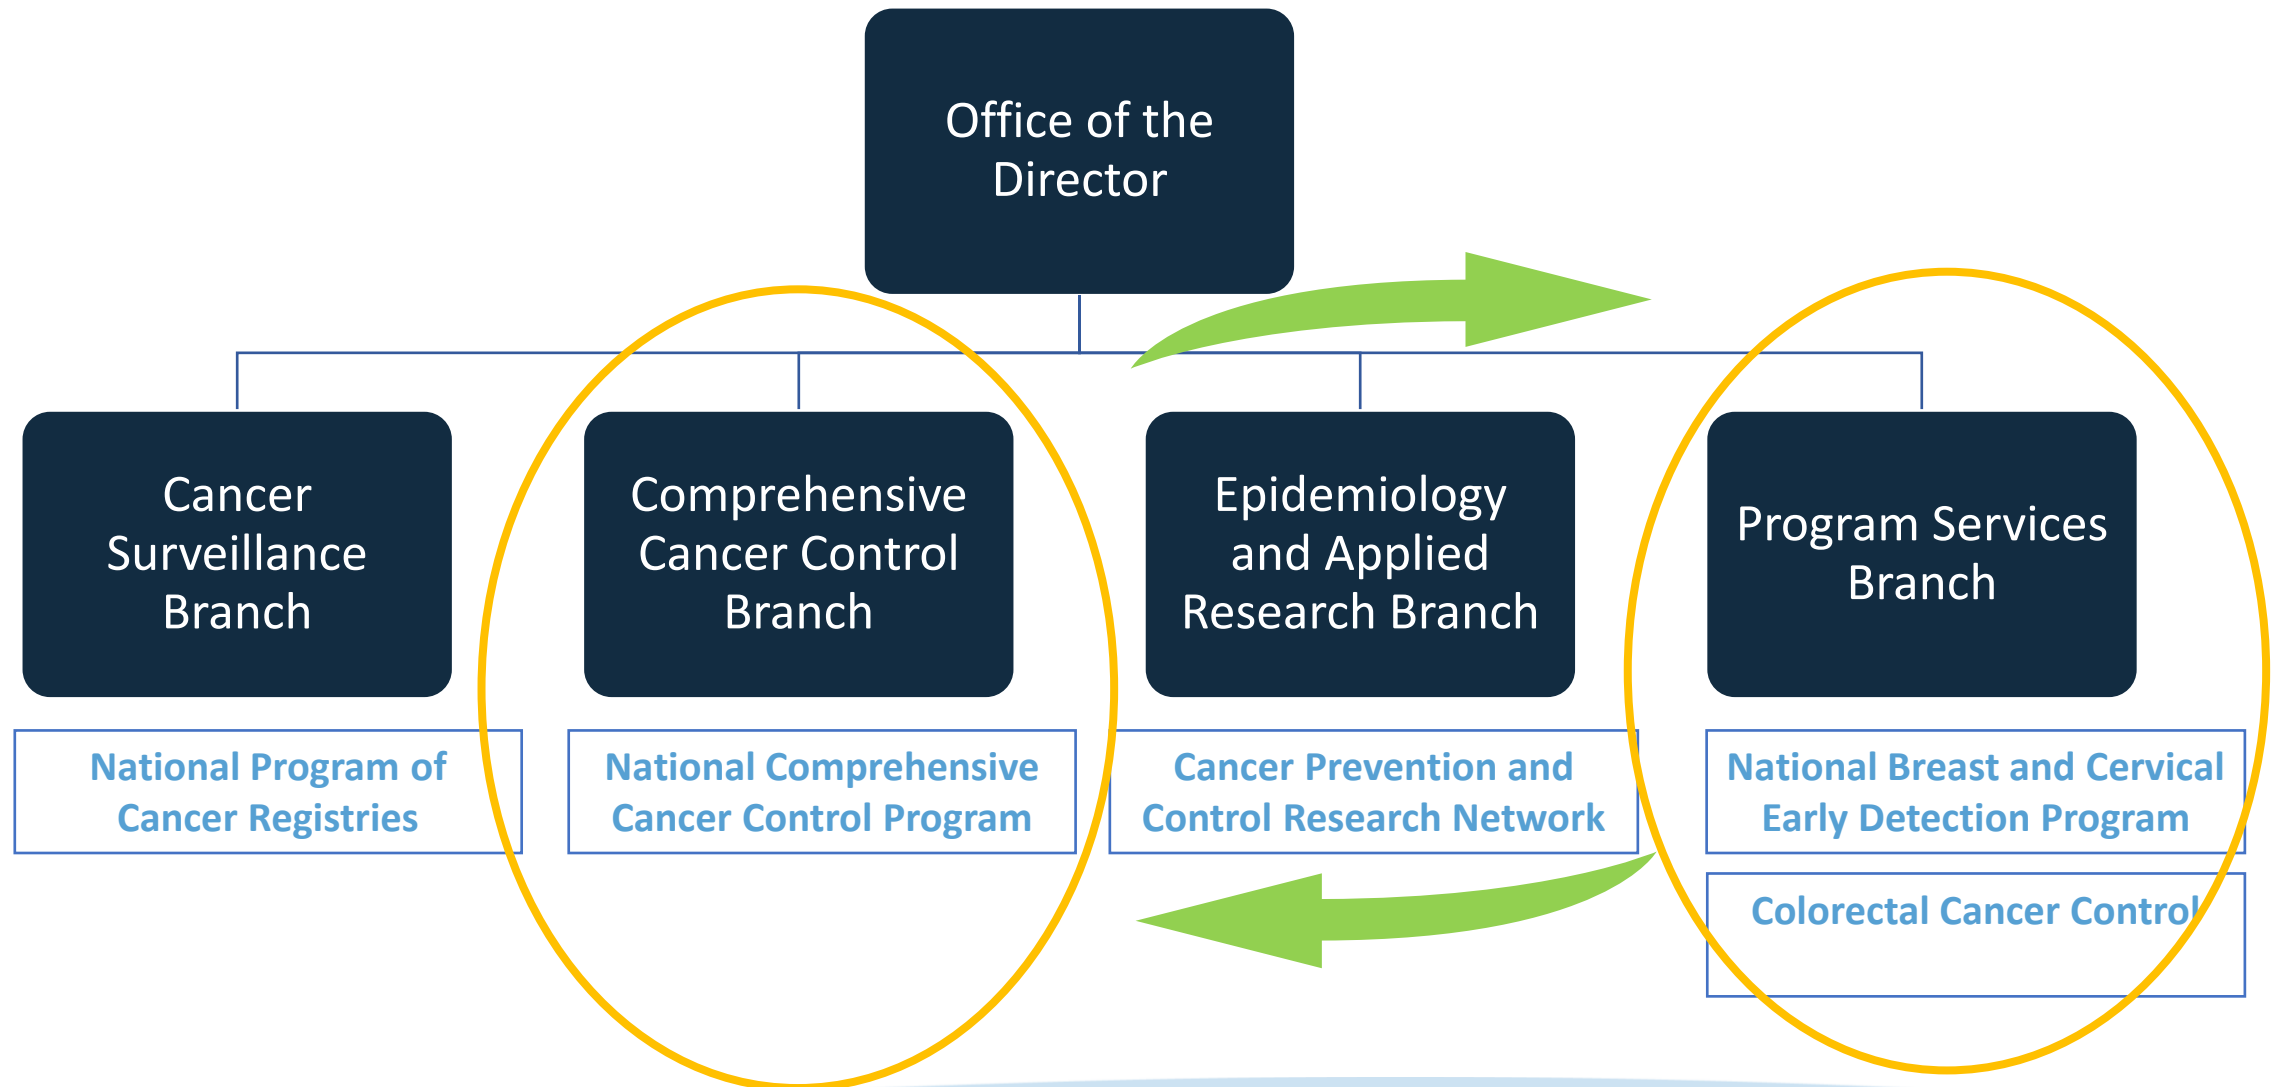 Office of the
Director
Cancer
Surveillance
Branch
Comprehensive
Cancer Control
Branch
Epidemiology
and Applied
Research Branch
Program Services
Branch
National Program of
Cancer Registries
National Comprehensive
Cancer Control Program
Cancer Prevention and
Control Research Network
National Breast and Cervical
Early Detection Program
Colorectal Cancer Control